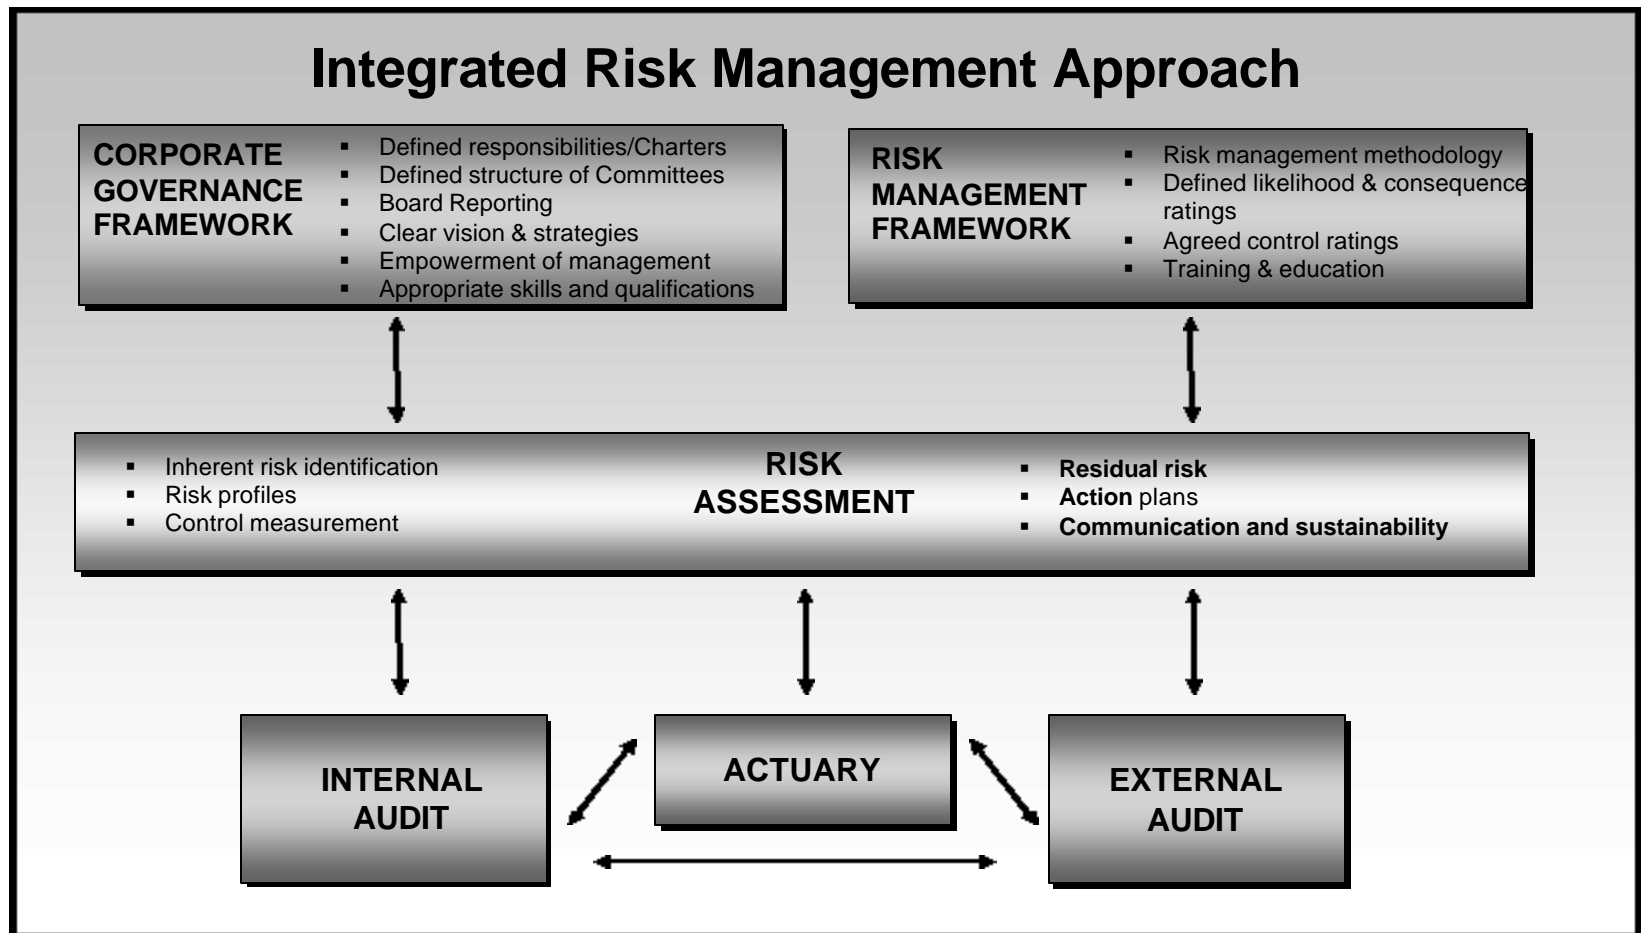 Integrated Risk Management Approach
CORPORATE
GOVERNANCE
FRAMEWORK
▪ Defined responsibilities/Charters
▪ Defined structure of Committees
▪ Board Reporting
▪ Clear vision & strategies
▪ Empowerment of management
▪ Appropriate skills and qualifications
RISK
MANAGEMENT
FRAMEWORK
▪ Risk management methodology
▪ Defined likelihood & consequence
ratings
▪ Agreed control ratings
▪ Training & education
▪ Inherent risk identification
▪ Risk profiles
▪ Control measurement
RISK
ASSESSMENT
▪ Residual risk
▪ Action plans
▪ Communication and sustainability
INTERNAL
AUDIT
ACTUARY
EXTERNAL
AUDIT